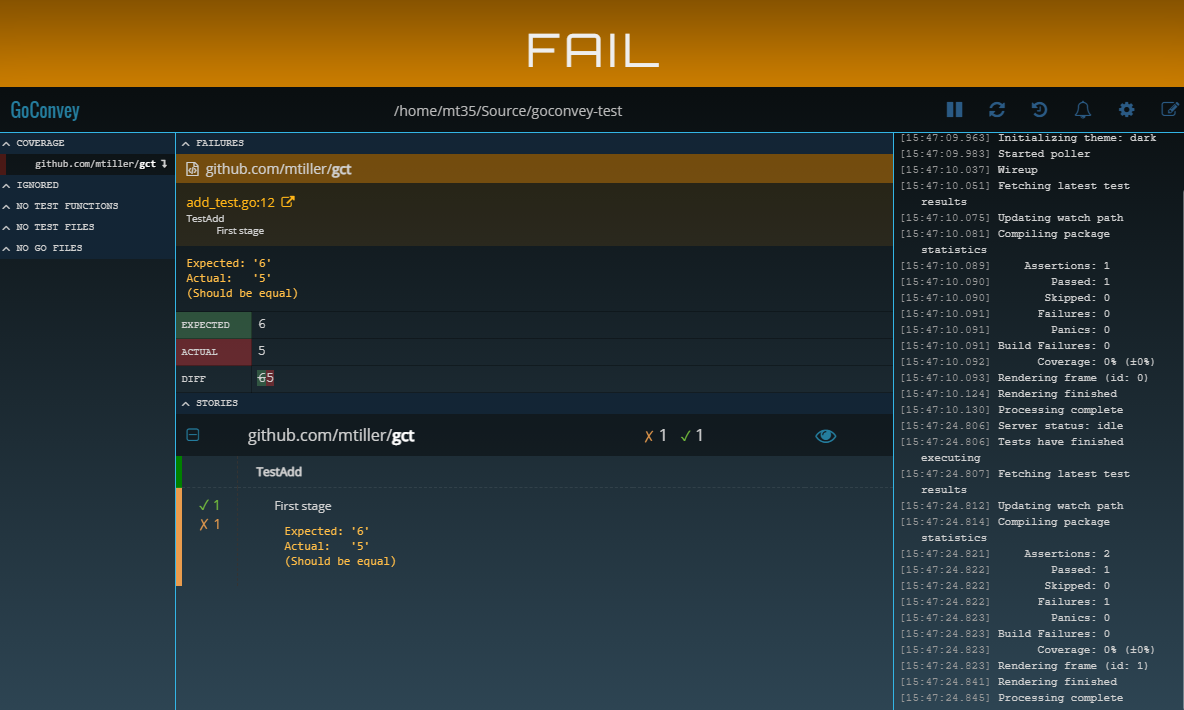 FAIL
GoConvey
/home/mt35/Source/goconvey-test
COVERAGE
github.com/mtiller/gct
IGNORED
NO TEST FUNCTIONS
NO TEST FILES
NO GO FILES
FAILURES
github.com/mtiller/gct
add_test.go:12
TestAdd
First stage
Expected: '6'
Actual:   '5'
(Should be equal)
EXPECTED 6
ACTUAL 5
DIFF 65
STORIES
github.com/mtiller/gct ✗ 1 ✓ 1
TestAdd
✓ 1 First stage
✗ 1
Expected: '6'
Actual:   '5'
(Should be equal)
[15:47:09.963] Initializing theme: dark
[15:47:09.983] Started poller
[15:47:10.037] Wireup
[15:47:10.051] Fetching latest test
results
[15:47:10.075] Updating watch path
[15:47:10.081] Compiling package
statistics
[15:47:10.089] Assertions: 1
[15:47:10.090] Passed: 1
[15:47:10.090] Skipped: 0
[15:47:10.091] Failures: 0
[15:47:10.091] Panics: 0
[15:47:10.091] Build Failures: 0
[15:47:10.092] Coverage: 0% (±0%)
[15:47:10.093] Rendering frame (id: 0)
[15:47:10.124] Rendering finished
[15:47:10.130] Processing complete
[15:47:24.806] Server status: idle
[15:47:24.806] Tests have finished
executing
[15:47:24.807] Fetching latest test
results
[15:47:24.812] Updating watch path
[15:47:24.814] Compiling package
statistics
[15:47:24.821] Assertions: 2
[15:47:24.822] Passed: 1
[15:47:24.822] Skipped: 0
[15:47:24.822] Failures: 1
[15:47:24.823] Panics: 0
[15:47:24.823] Build Failures: 0
[15:47:24.823] Coverage: 0% (±0%)
[15:47:24.823] Rendering frame (id: 1)
[15:47:24.841] Rendering finished
[15:47:24.845] Processing complete